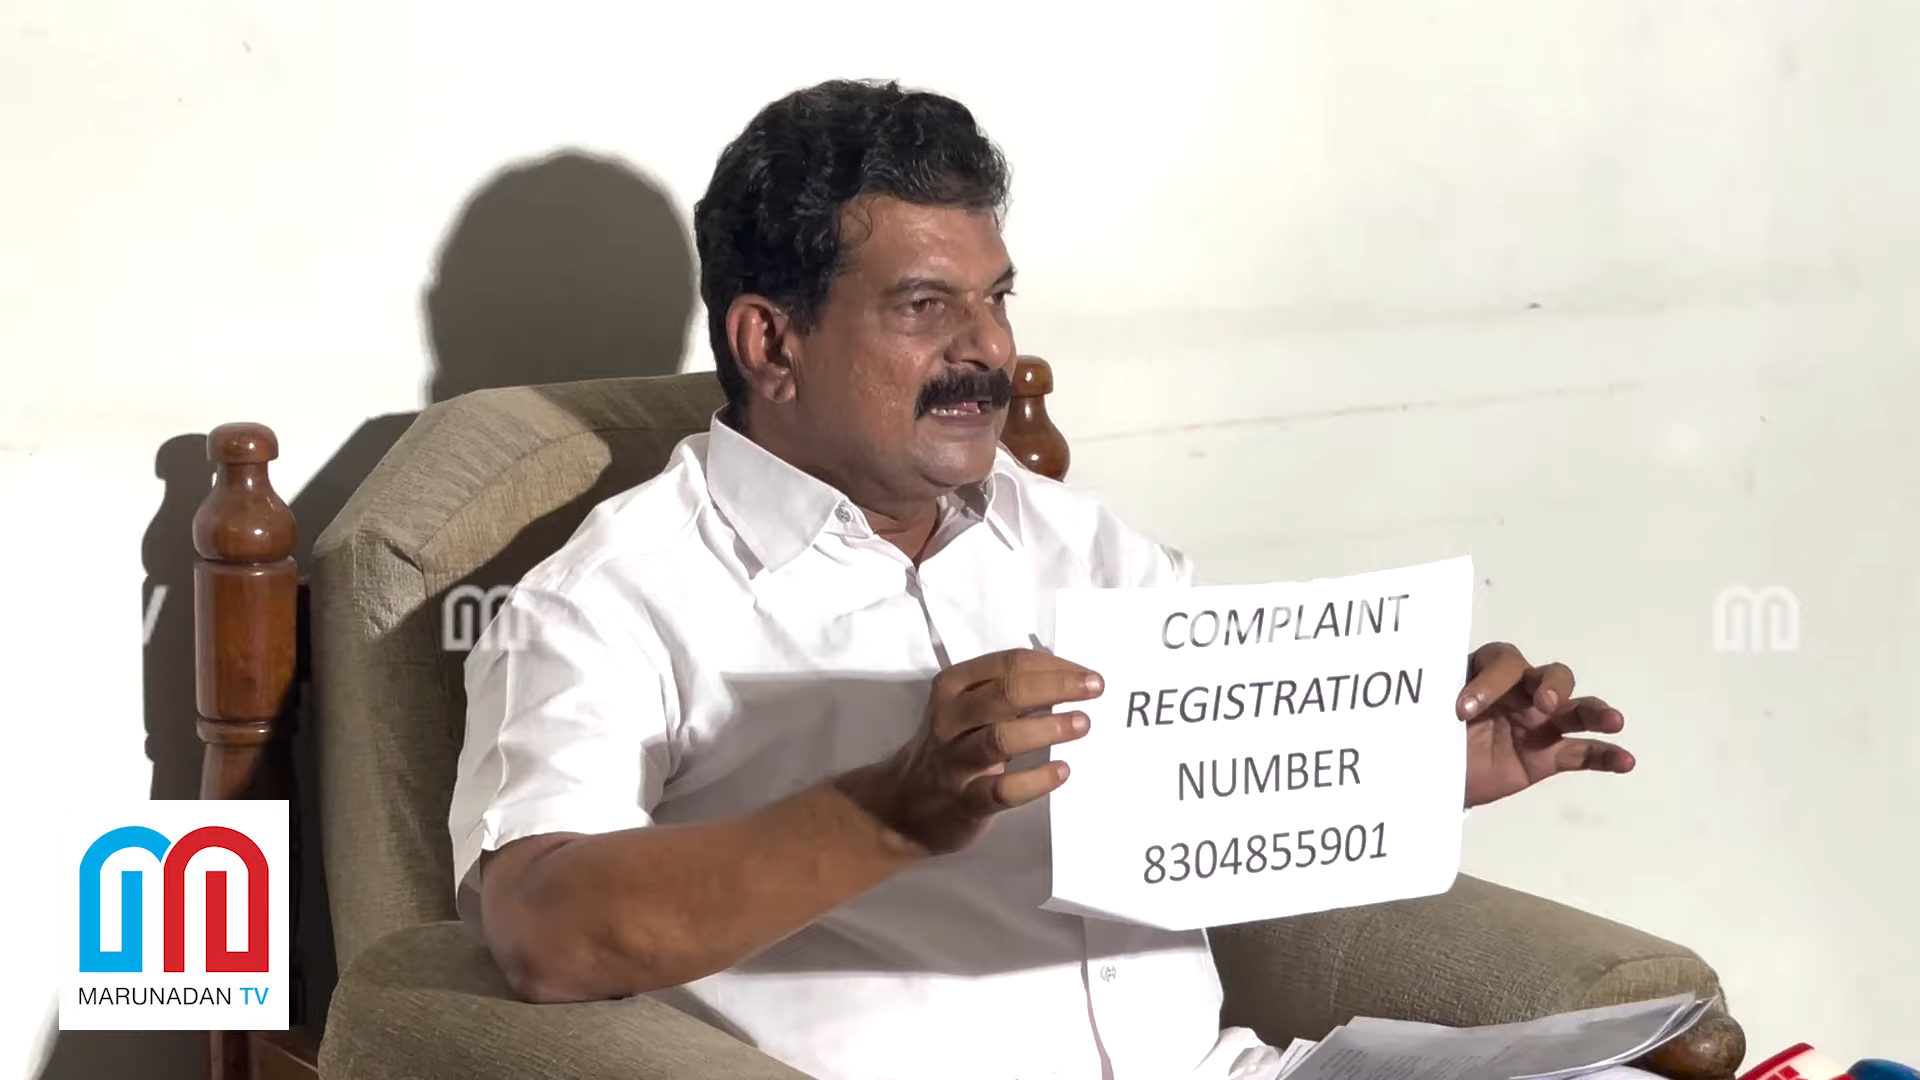 COMPLAINT
REGISTRATION
NUMBER
8304855901
MARUNADAN TV